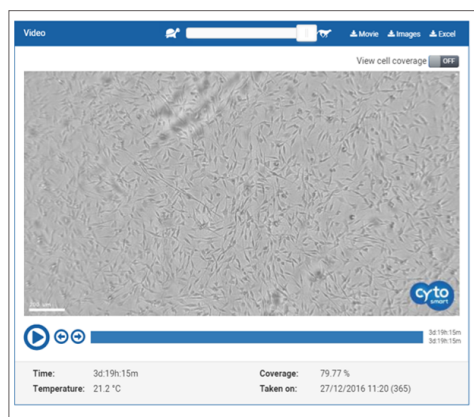 Video
Movie Images Excel
View cell coverage OFF
cyto
smart
3d:19h:15m
3d:19h:15m
Time: 3d:19h:15m Coverage: 79.77 %
Temperature: 21.2 °C Taken on: 27/12/2016 11:20 (365)